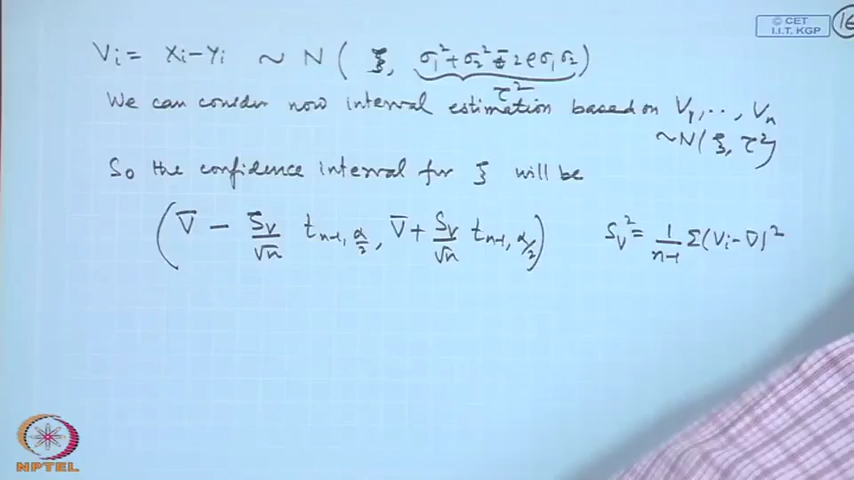 © CET
I.I.T. KGP
16
Vi = Xi - Yi ~ N ( ξ, σ₁² + σ₂² - 2ρσ₁σ₂ )
τ²
We can consider now interval estimation based on V₁, .., Vn
~ N ( ξ, τ² )
So the confidence interval for ξ will be
( V̄ - Sv/√n t n-1, α/2 , V̄ + Sv/√n t n-1, α/2 ) Sv² = 1/n-1 Σ(Vi - V̄)²
NPTEL